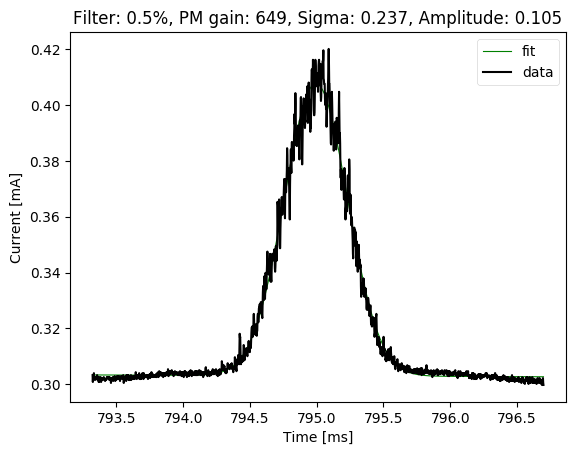 Filter: 0.5%, PM gain: 649, Sigma: 0.237, Amplitude: 0.105
fit
data
0.42
0.40
0.38
0.36
0.34
0.32
0.30
Current [mA]
793.5 794.0 794.5 795.0 795.5 796.0 796.5
Time [ms]